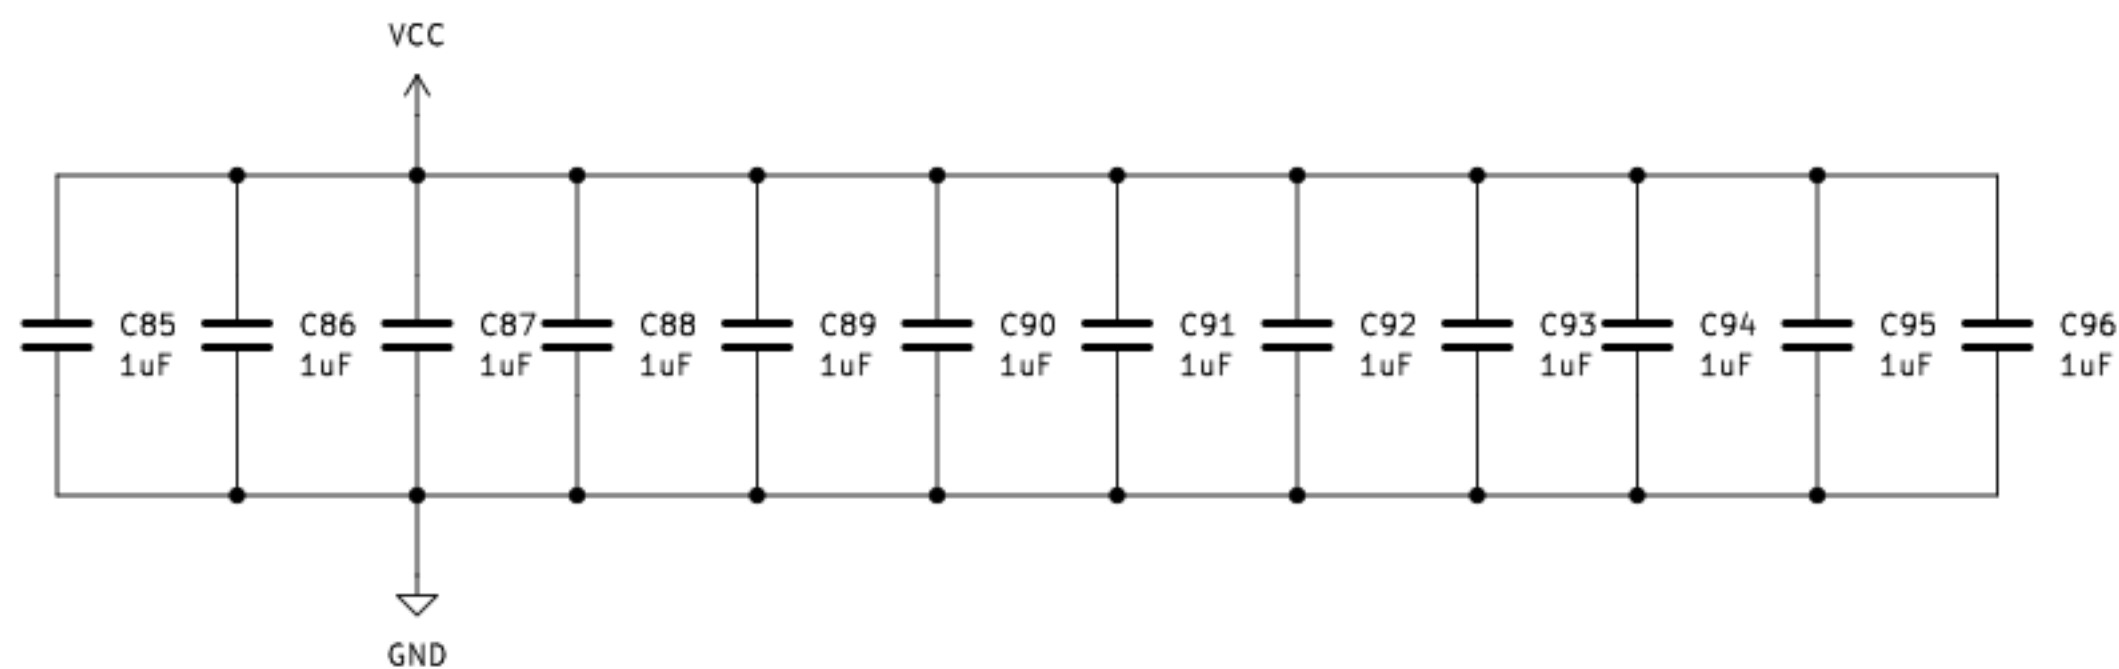 VCC
C85 C86 C87 C88 C89 C90 C91 C92 C93 C94 C95 C96
1uF 1uF 1uF 1uF 1uF 1uF 1uF 1uF 1uF 1uF 1uF 1uF
GND